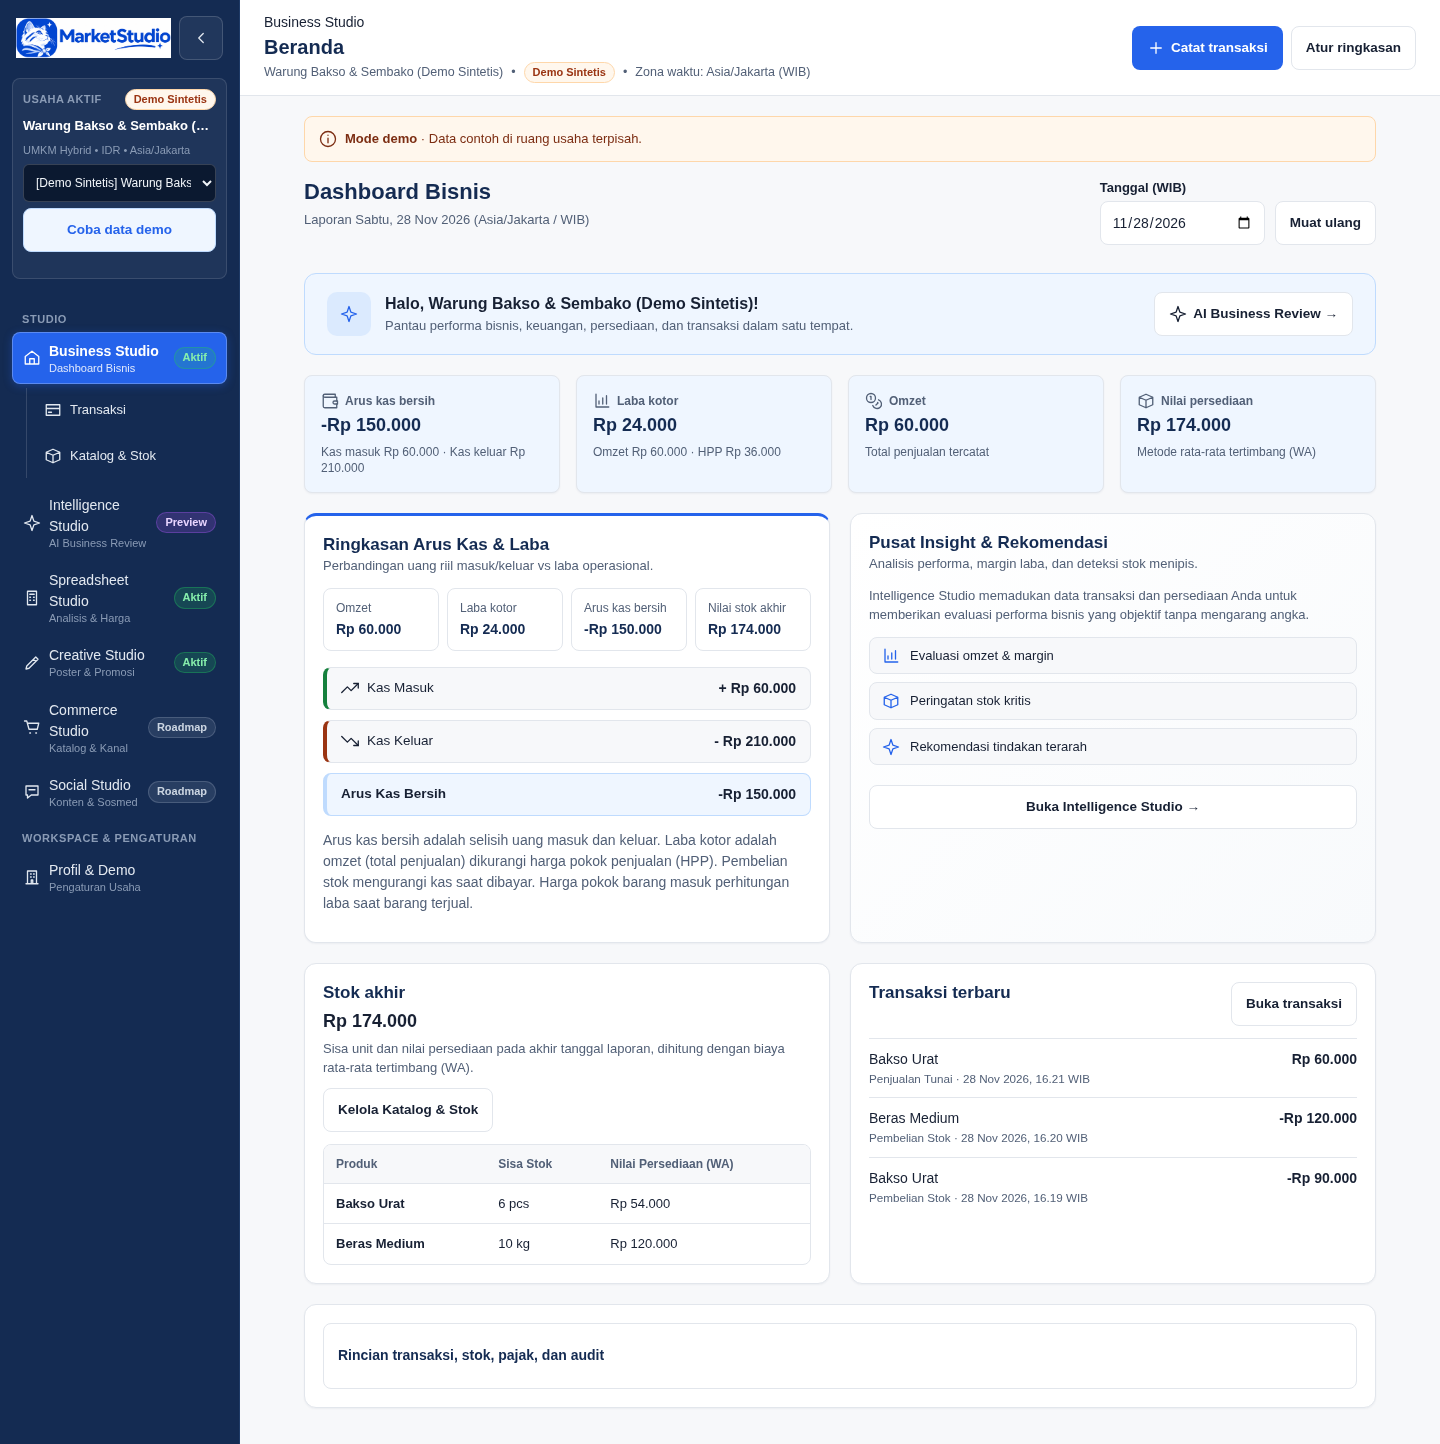 MarketStudio
USAHA AKTIF
Demo Sintetis
Warung Bakso & Sembako (...
UMKM Hybrid • IDR • Asia/Jakarta
[Demo Sintetis] Warung Baks
Coba data demo
STUDIO
Business Studio
Dashboard Bisnis
Aktif
Transaksi
Katalog & Stok
Intelligence
Studio
AI Business Review
Preview
Spreadsheet
Studio
Analisis & Harga
Aktif
Creative Studio
Poster & Promosi
Aktif
Commerce
Studio
Katalog & Kanal
Roadmap
Social Studio
Konten & Sosmed
Roadmap
WORKSPACE & PENGATURAN
Profil & Demo
Pengaturan Usaha
Business Studio
Beranda
Warung Bakso & Sembako (Demo Sintetis) • Demo Sintetis • Zona waktu: Asia/Jakarta (WIB)
Catat transaksi
Atur ringkasan
Mode demo · Data contoh di ruang usaha terpisah.
Dashboard Bisnis
Laporan Sabtu, 28 Nov 2026 (Asia/Jakarta / WIB)
Tanggal (WIB)
11/28/2026
Muat ulang
Halo, Warung Bakso & Sembako (Demo Sintetis)!
Pantau performa bisnis, keuangan, persediaan, dan transaksi dalam satu tempat.
AI Business Review →
Arus kas bersih
-Rp 150.000
Kas masuk Rp 60.000 · Kas keluar Rp
210.000
Laba kotor
Rp 24.000
Omzet Rp 60.000 · HPP Rp 36.000
Omzet
Rp 60.000
Total penjualan tercatat
Nilai persediaan
Rp 174.000
Metode rata-rata tertimbang (WA)
Ringkasan Arus Kas & Laba
Perbandingan uang riil masuk/keluar vs laba operasional.
Omzet
Rp 60.000
Laba kotor
Rp 24.000
Arus kas bersih
-Rp 150.000
Nilai stok akhir
Rp 174.000
Kas Masuk
+ Rp 60.000
Kas Keluar
- Rp 210.000
Arus Kas Bersih
-Rp 150.000
Arus kas bersih adalah selisih uang masuk dan keluar. Laba kotor adalah
omzet (total penjualan) dikurangi harga pokok penjualan (HPP). Pembelian
stok mengurangi kas saat dibayar. Harga pokok barang masuk perhitungan
laba saat barang terjual.
Pusat Insight & Rekomendasi
Analisis performa, margin laba, dan deteksi stok menipis.
Intelligence Studio memadukan data transaksi dan persediaan Anda untuk
memberikan evaluasi performa bisnis yang objektif tanpa mengarang angka.
Evaluasi omzet & margin
Peringatan stok kritis
Rekomendasi tindakan terarah
Buka Intelligence Studio →
Stok akhir
Rp 174.000
Sisa unit dan nilai persediaan pada akhir tanggal laporan, dihitung dengan biaya
rata-rata tertimbang (WA).
Kelola Katalog & Stok
Produk Sisa Stok Nilai Persediaan (WA)
Bakso Urat 6 pcs Rp 54.000
Beras Medium 10 kg Rp 120.000
Transaksi terbaru
Buka transaksi
Bakso Urat Rp 60.000
Penjualan Tunai · 28 Nov 2026, 16.21 WIB
Beras Medium -Rp 120.000
Pembelian Stok · 28 Nov 2026, 16.20 WIB
Bakso Urat -Rp 90.000
Pembelian Stok · 28 Nov 2026, 16.19 WIB
Rincian transaksi, stok, pajak, dan audit